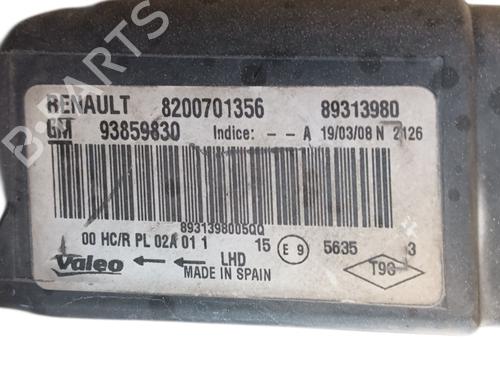 RENAULT 8200701356 89313980
GM 93859830 Indice: - - A 19/03/08 N 2126
8931398005QQ
00 HC/R PL 02A 01 1 15 E 9 5635 3
Valeo LHD
MADE IN SPAIN
T93
B-PARTS